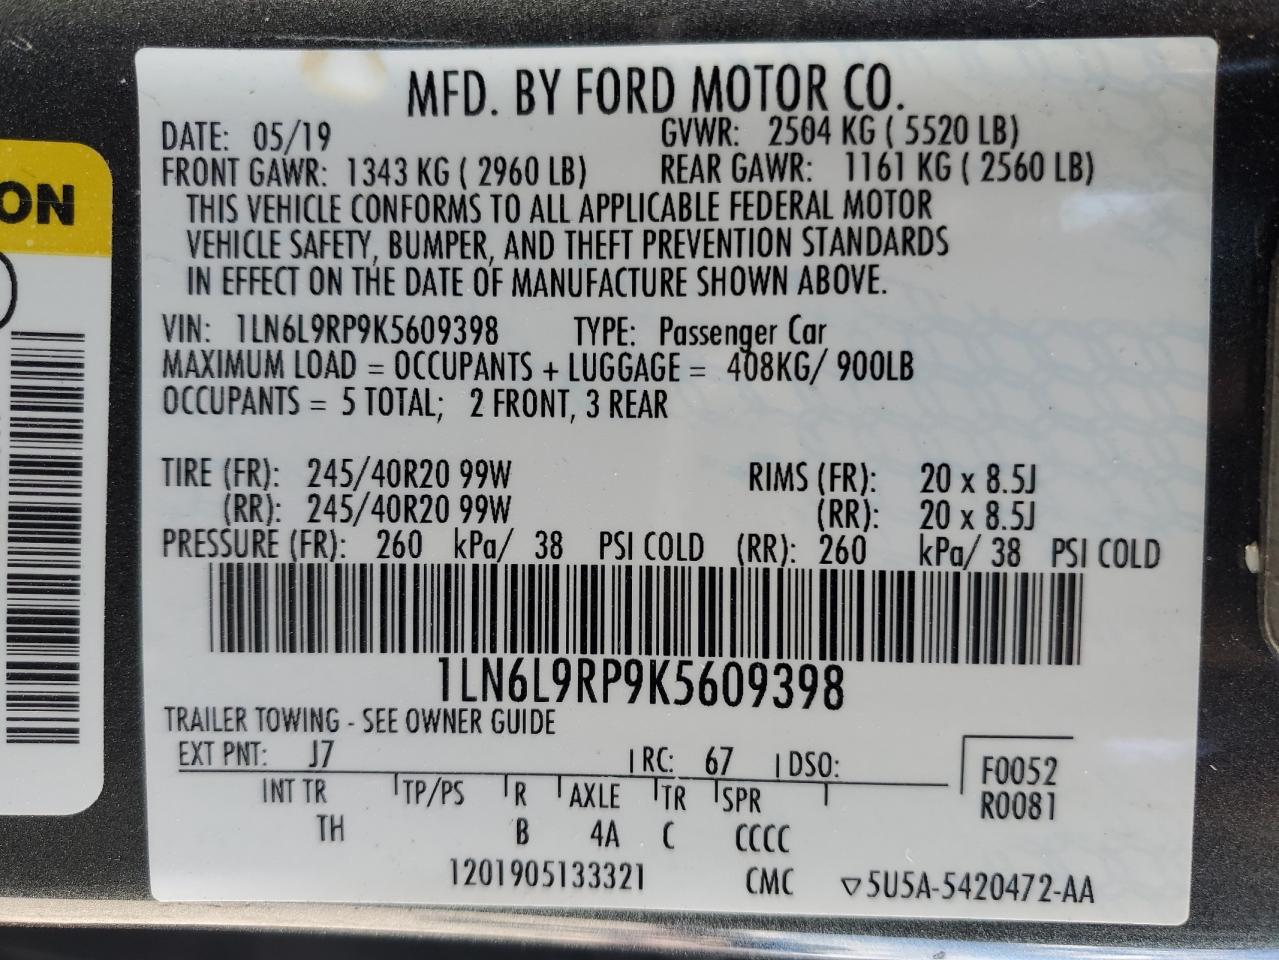 MFD. BY FORD MOTOR CO.
DATE: 05/19 GVWR: 2504 KG ( 5520 LB)
FRONT GAWR: 1343 KG ( 2960 LB) REAR GAWR: 1161 KG ( 2560 LB)
THIS VEHICLE CONFORMS TO ALL APPLICABLE FEDERAL MOTOR
VEHICLE SAFETY, BUMPER, AND THEFT PREVENTION STANDARDS
IN EFFECT ON THE DATE OF MANUFACTURE SHOWN ABOVE.
VIN: 1LN6L9RP9K5609398 TYPE: Passenger Car
MAXIMUM LOAD = OCCUPANTS + LUGGAGE = 408KG/ 900LB
OCCUPANTS = 5 TOTAL; 2 FRONT, 3 REAR
TIRE (FR): 245/40R20 99W RIMS (FR): 20 x 8.5J
(RR): 245/40R20 99W (RR): 20 x 8.5J
PRESSURE (FR): 260 kPa/ 38 PSI COLD (RR): 260 kPa/ 38 PSI COLD
1LN6L9RP9K5609398
TRAILER TOWING - SEE OWNER GUIDE
EXT PNT: J7 RC: 67 DSO: F0052
INT TR TP/PS R AXLE TR SPR R0081
TH B 4A C CCCC
1201905133321 CMC ▽5U5A-5420472-AA
ON